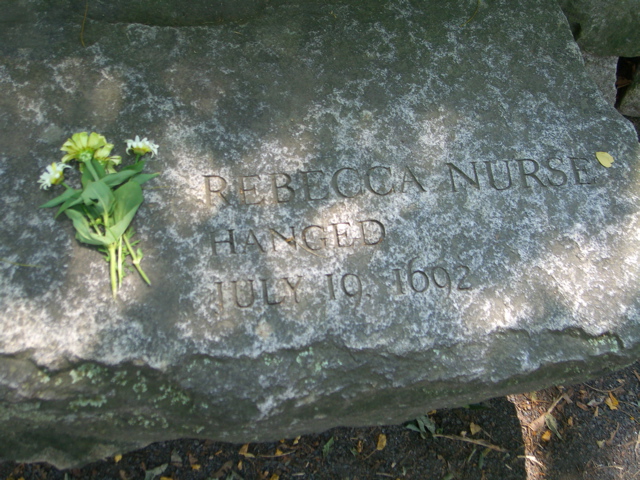 REBECCA NURSE
HANGED
JULY 19, 1692